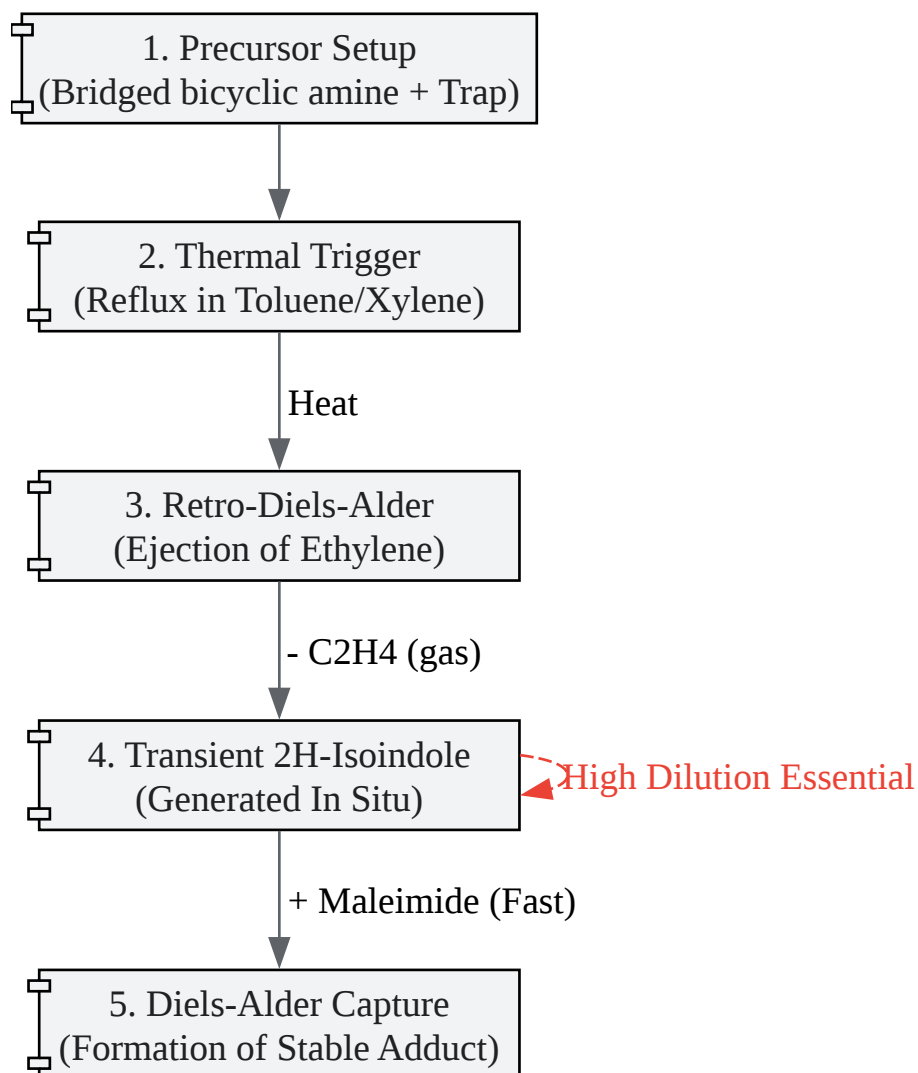 1. Precursor Setup
(Bridged bicyclic amine + Trap)
2. Thermal Trigger
(Reflux in Toluene/Xylene)
Heat
3. Retro-Diels-Alder
(Ejection of Ethylene)
- C2H4 (gas)
4. Transient 2H-Isoindole
(Generated In Situ)
High Dilution Essential
+ Maleimide (Fast)
5. Diels-Alder Capture
(Formation of Stable Adduct)